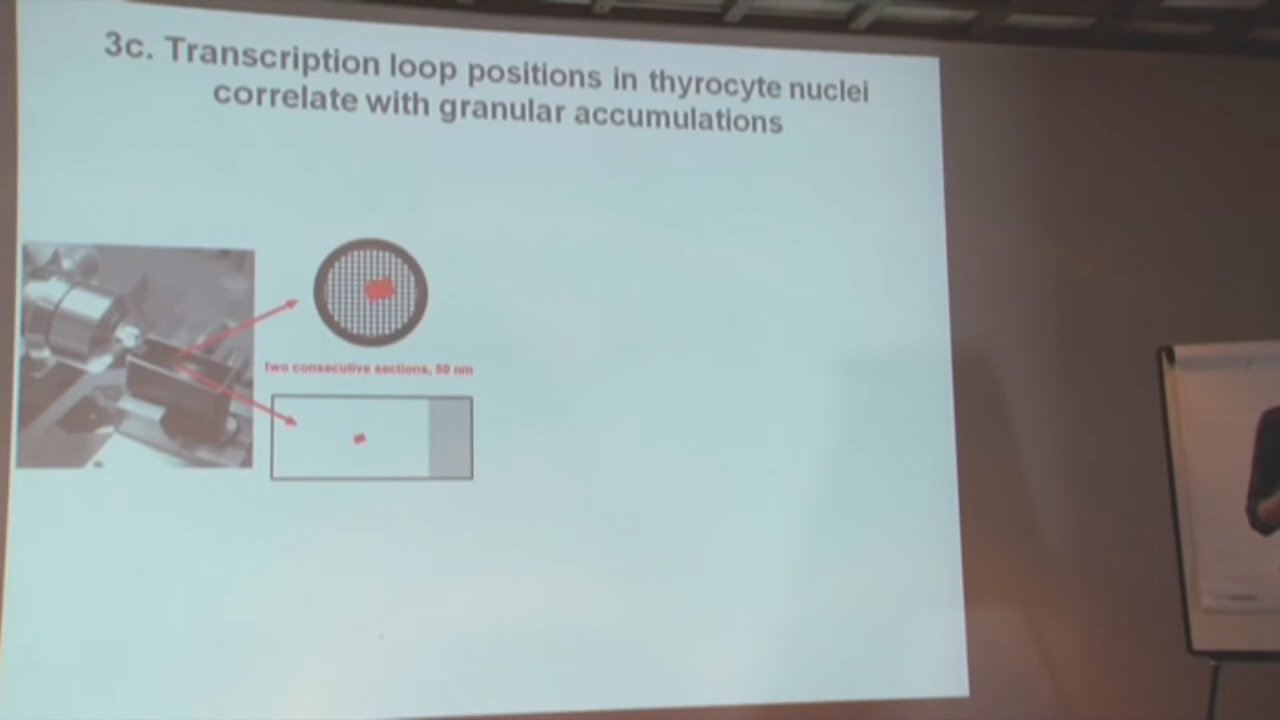 3c. Transcription loop positions in thyrocyte nuclei
correlate with granular accumulations
two consecutive sections, 50 nm